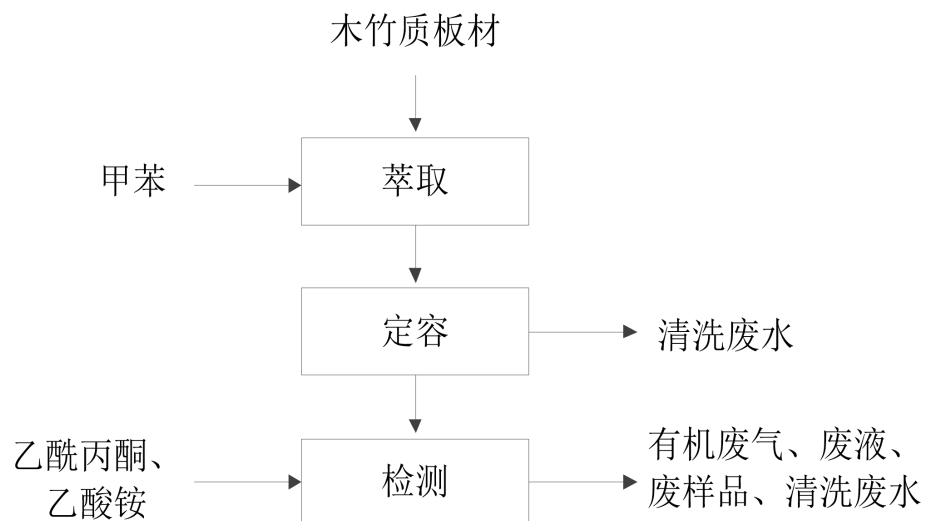 木竹质板材
甲苯
萃取
定容
清洗废水
乙酰丙酮、
乙酸铵
检测
有机废气、废液、
废样品、清洗废水